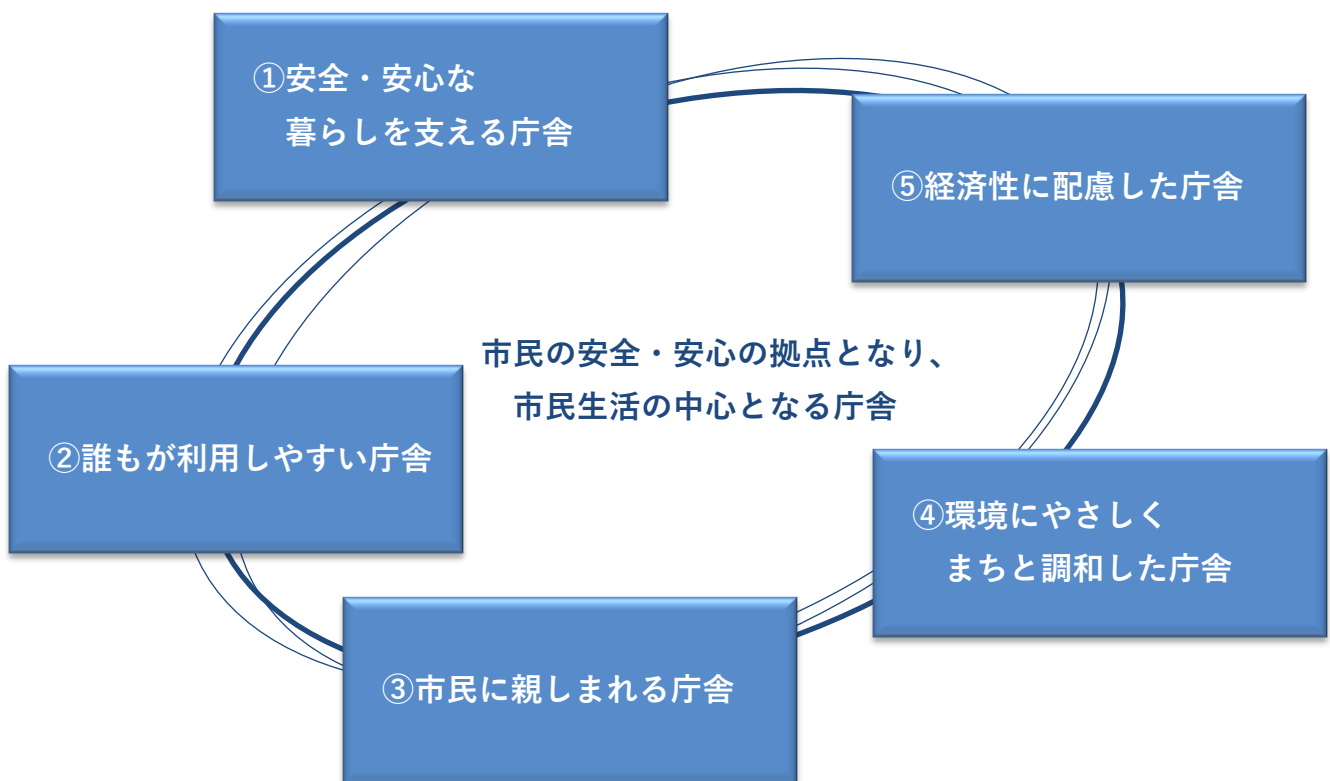 ①安全・安心な
暮らしを支える庁舎
⑤経済性に配慮した庁舎
市民の安全・安心の拠点となり、
市民生活の中心となる庁舎
②誰もが利用しやすい庁舎
④環境にやさしく
まちと調和した庁舎
③市民に親しまれる庁舎